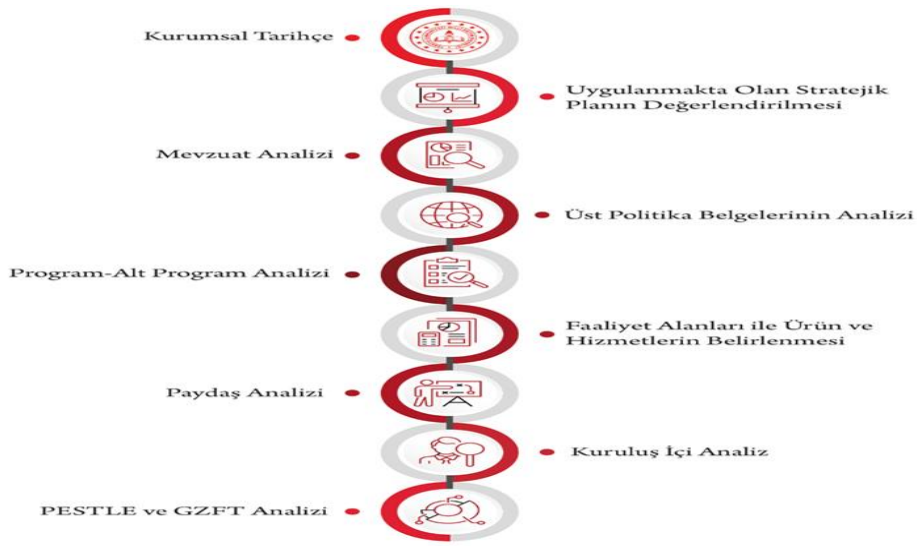 Kurumsal Tarihçe
Uygulanmakta Olan Stratejik
Planın Değerlendirilmesi
Mevzuat Analizi
Üst Politika Belgelerinin Analizi
Program-Alt Program Analizi
Faaliyet Alanları ile Ürün ve
Hizmetlerin Belirlenmesi
Paydaş Analizi
Kuruluş İçi Analiz
PESTLE ve GZFT Analizi